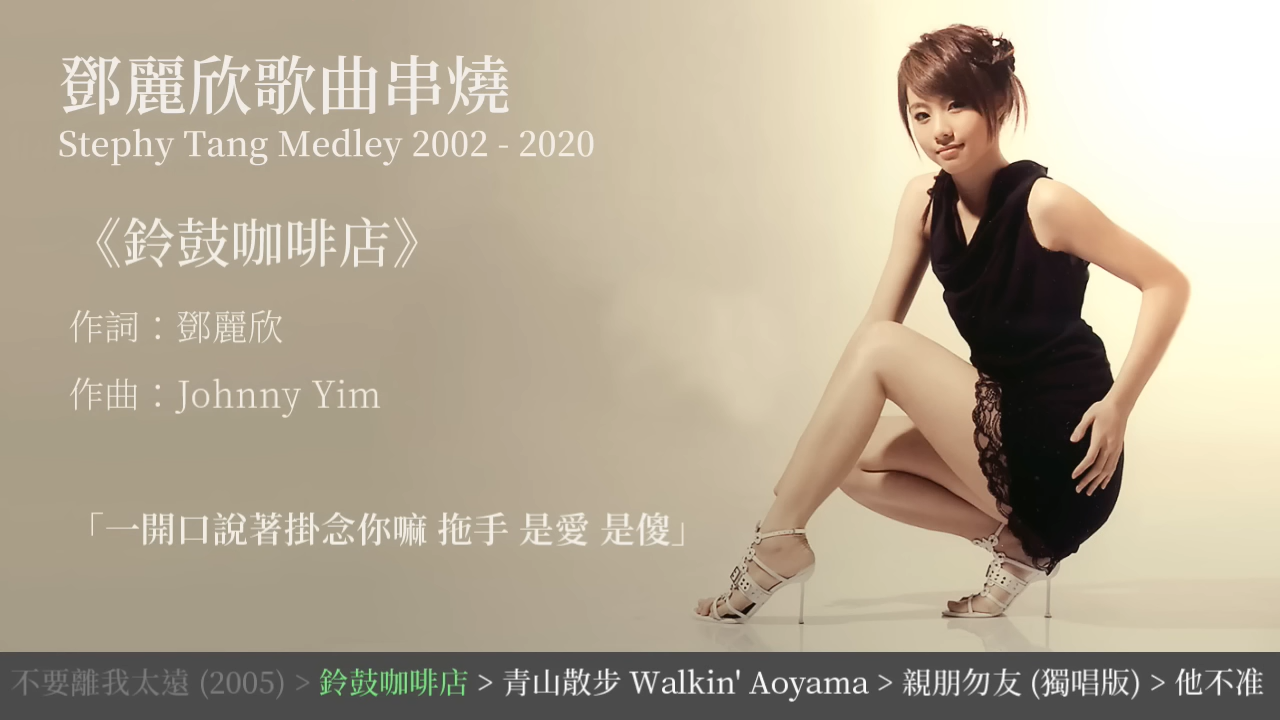 鄧麗欣歌曲串燒
Stephy Tang Medley 2002 - 2020
《鈴鼓咖啡店》
作詞：鄧麗欣
作曲：Johnny Yim
「一開口說著掛念你嘛 拖手 是愛 是傻」
不要離我太遠 (2005) > 鈴鼓咖啡店 > 青山散步 Walkin' Aoyama > 親朋勿友 (獨唱版) > 他不准